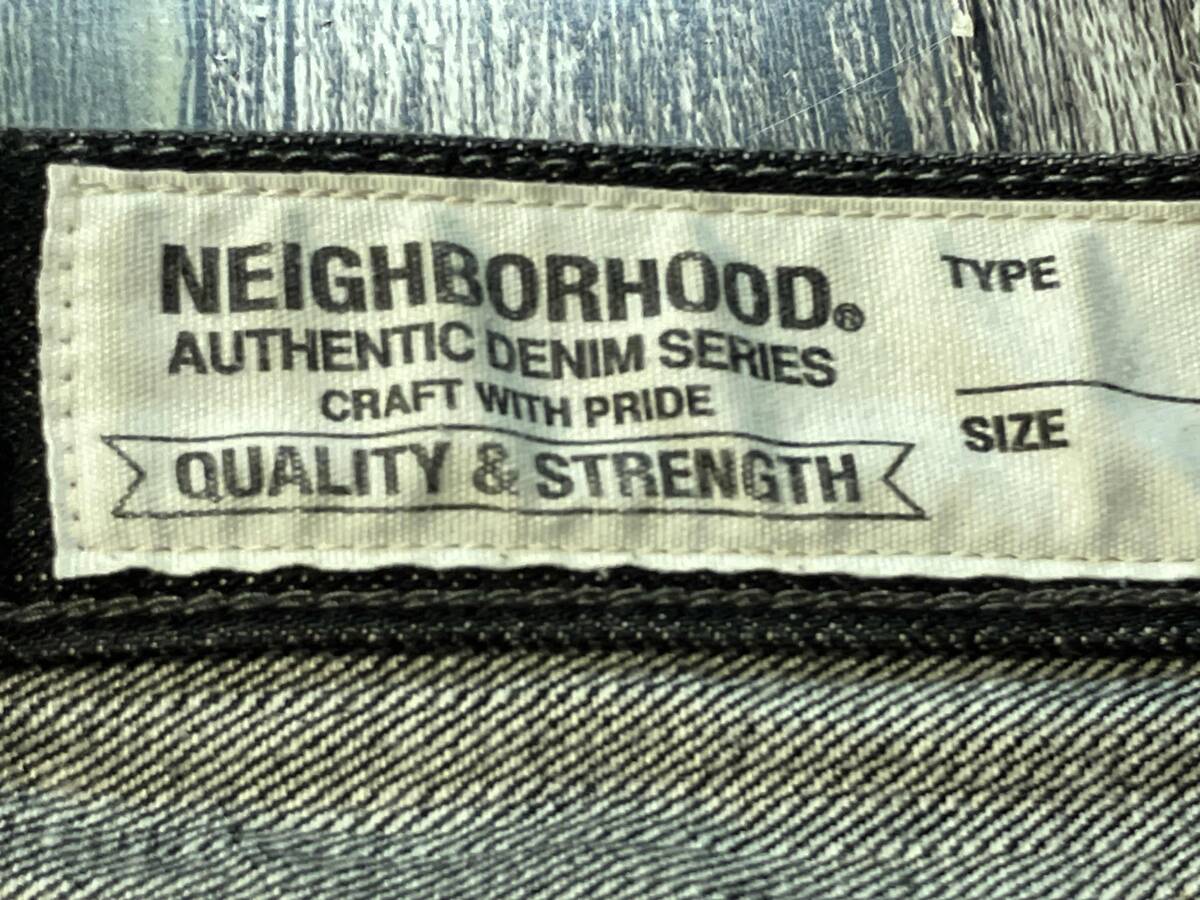 NEIGHBORHOOD®
AUTHENTIC DENIM SERIES
CRAFT WITH PRIDE
QUALITY & STRENGTH
TYPE
SIZE